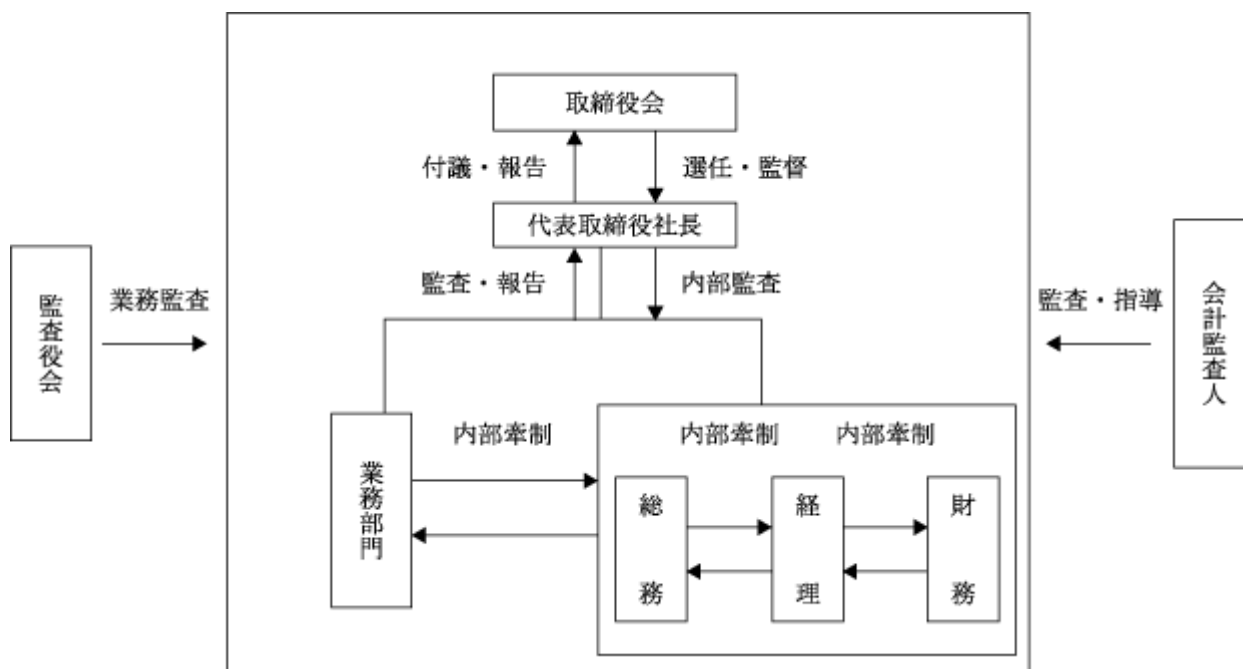 取締役会
付議・報告
選任・監督
代表取締役社長
監査・報告
内部監査
監査役会
業務監査
監査・指導
会計監査人
内部牽制
内部牽制
内部牽制
業務部門
総務
経理
財務